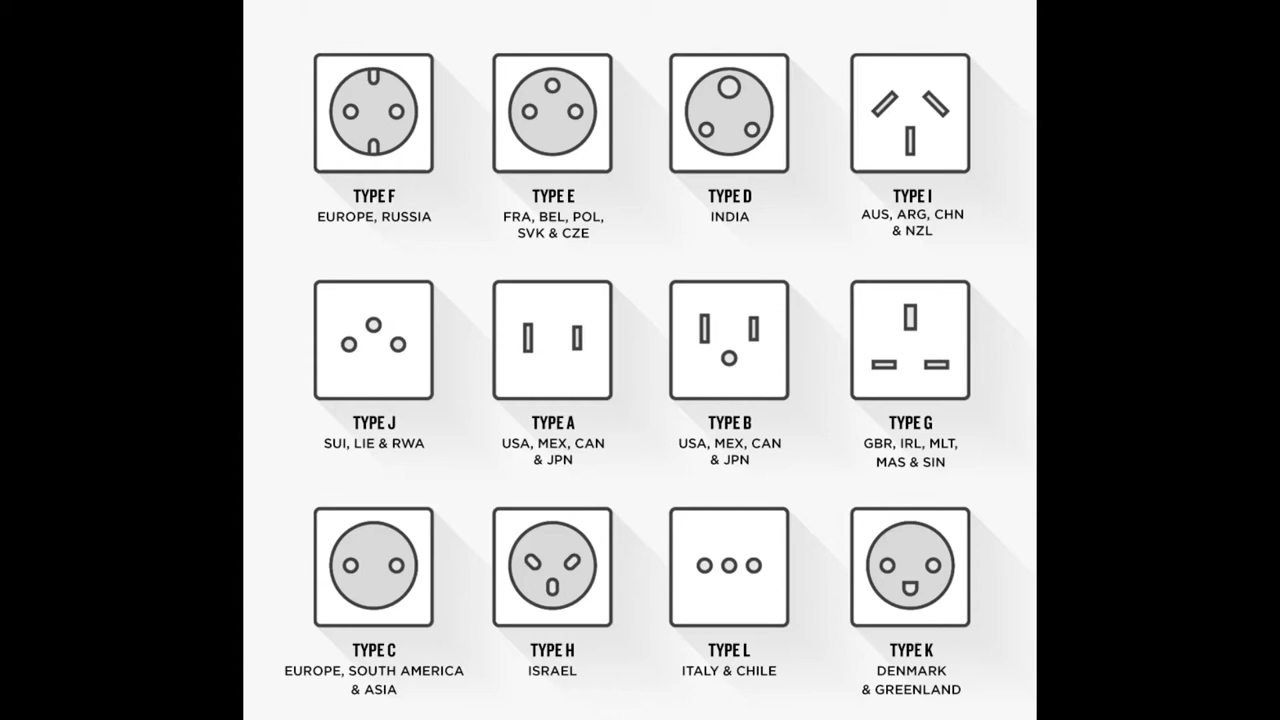 TYPE F
EUROPE, RUSSIA
TYPE E
FRA, BEL, POL,
SVK & CZE
TYPE D
INDIA
TYPE I
AUS, ARG, CHN
& NZL
TYPE J
SUI, LIE & RWA
TYPE A
USA, MEX, CAN
& JPN
TYPE B
USA, MEX, CAN
& JPN
TYPE G
GBR, IRL, MLT,
MAS & SIN
TYPE C
EUROPE, SOUTH AMERICA
& ASIA
TYPE H
ISRAEL
TYPE L
ITALY & CHILE
TYPE K
DENMARK
& GREENLAND